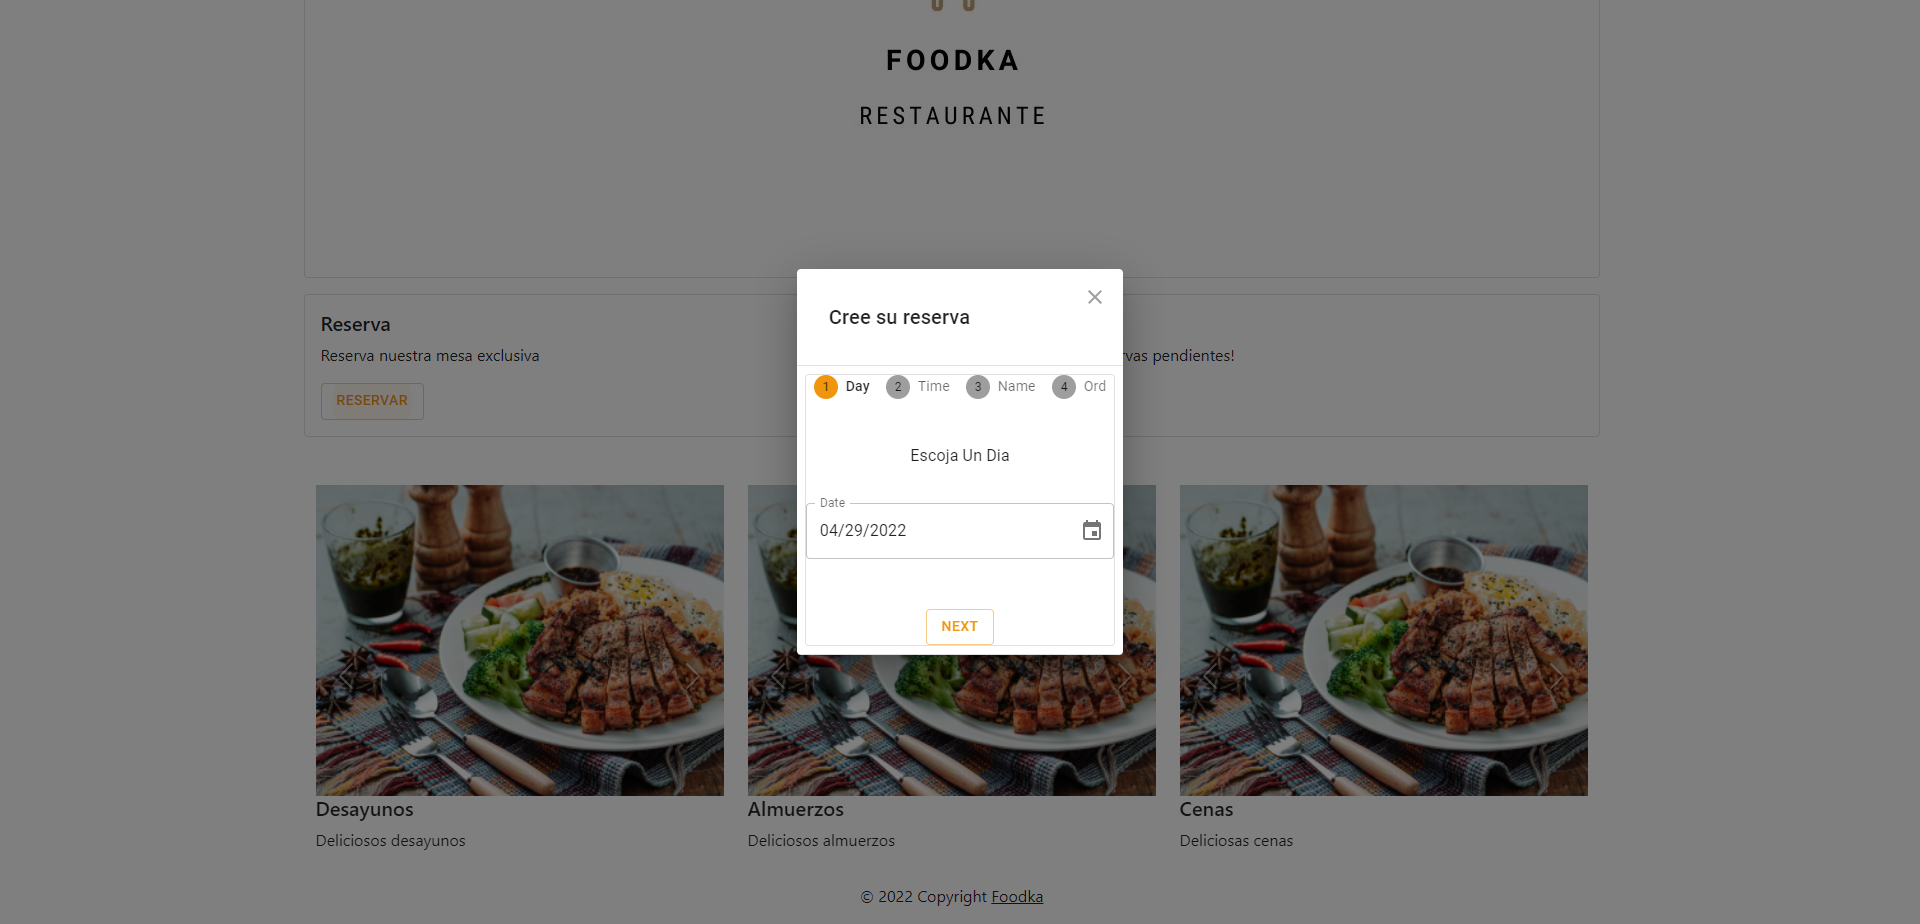 FOODKA
RESTAURANTE
Cree su reserva
Reserva
Reserva nuestra mesa exclusiva
pendientes!
RESERVAR
1 Day 2 Time 3 Name 4 Ord
Escoja Un Dia
Date
04/29/2022
NEXT
Desayunos
Deliciosos desayunos
Almuerzos
Deliciosos almuerzos
Cenas
Deliciosas cenas
© 2022 Copyright Foodka